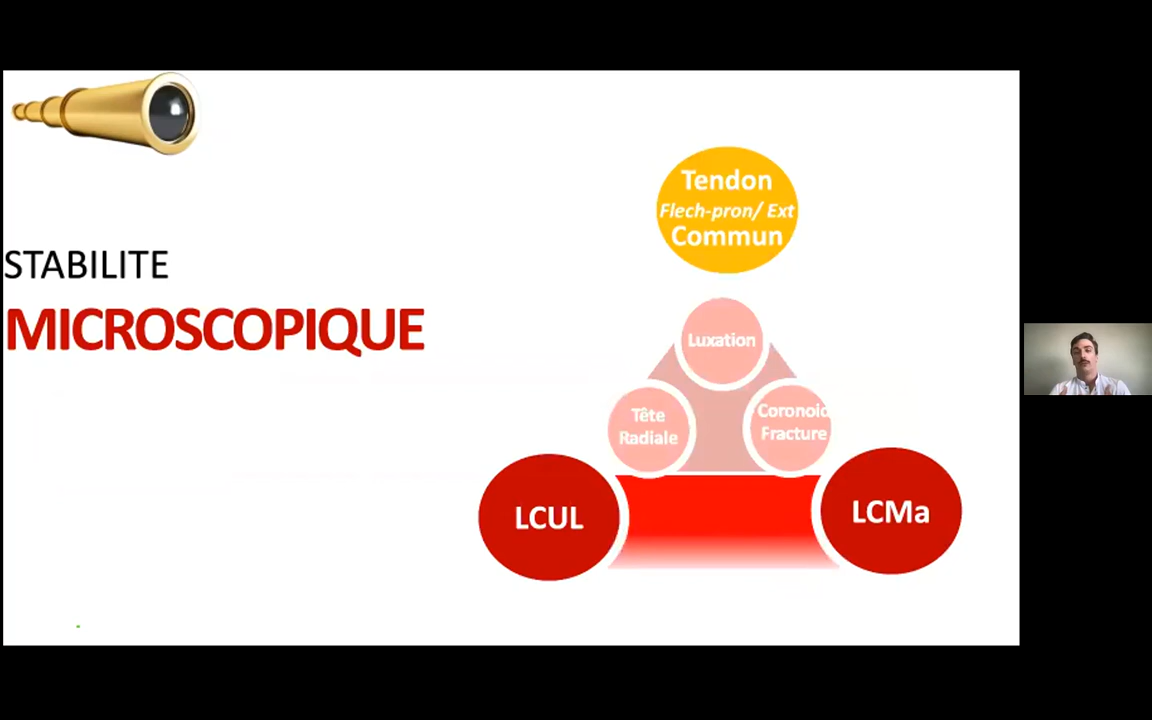 STABILITE
MICROSCOPIQUE
Tendon
Flech-pron/ Ext
Commun
Luxation
Tête
Radiale
Coronoid
Fracture
LCUL
LCMa